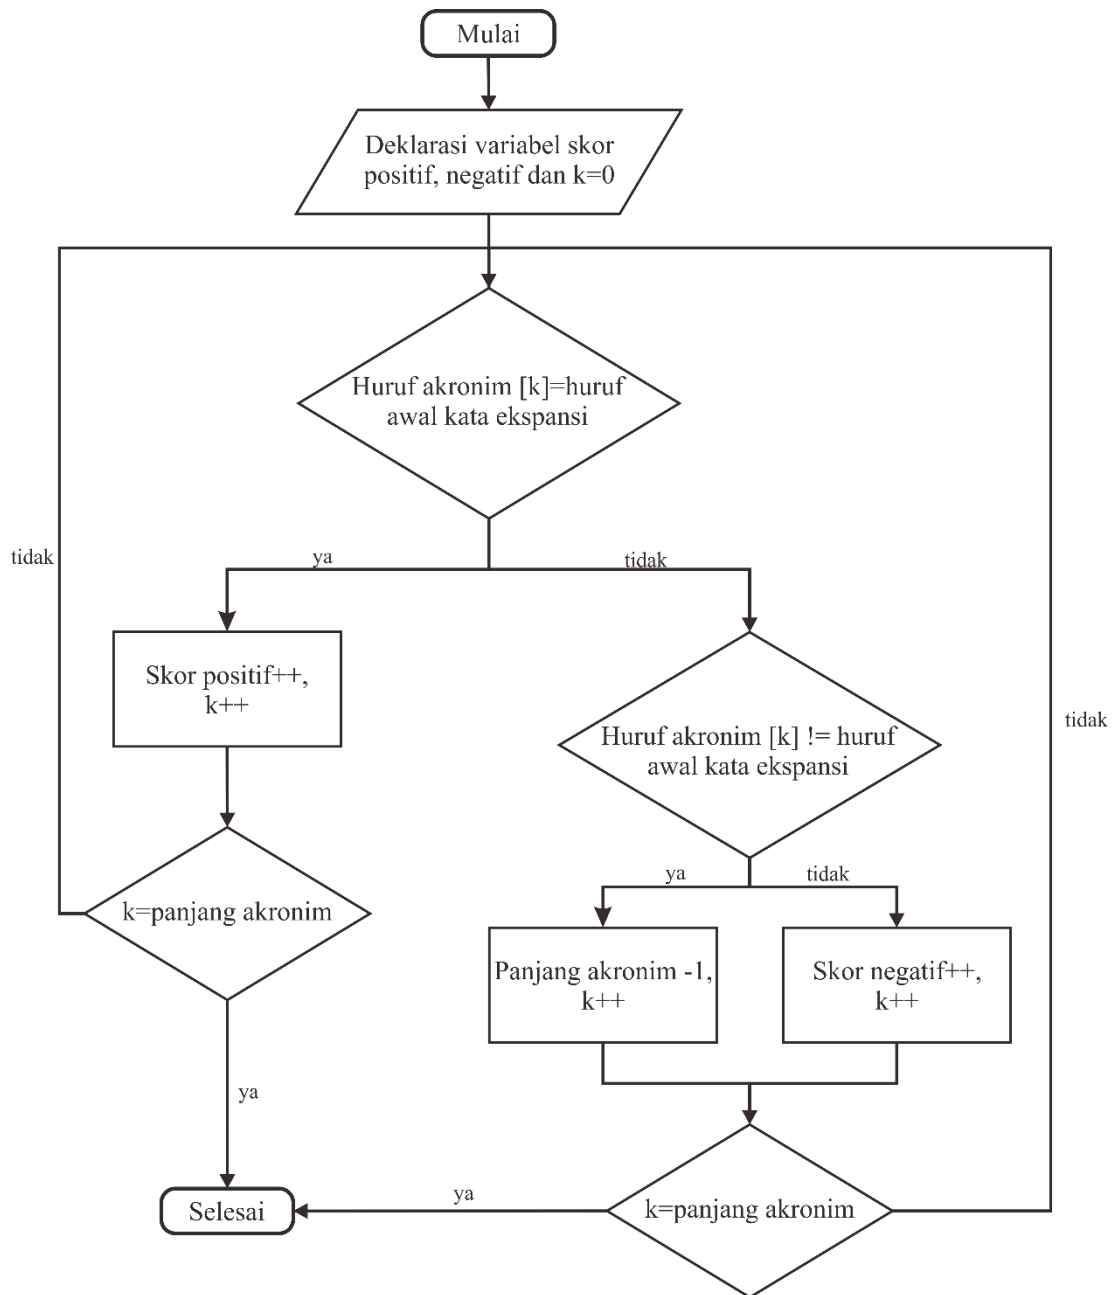 Mulai
Deklarasi variabel skor
positif, negatif dan k=0
Huruf akronim [k]=huruf
awal kata ekspansi
tidak
ya
tidak
Skor positif++,
k++
Huruf akronim [k] != huruf
awal kata ekspansi
tidak
k=panjang akronim
ya
tidak
Panjang akronim -1,
k++
Skor negatif++,
k++
ya
Selesai
ya
k=panjang akronim